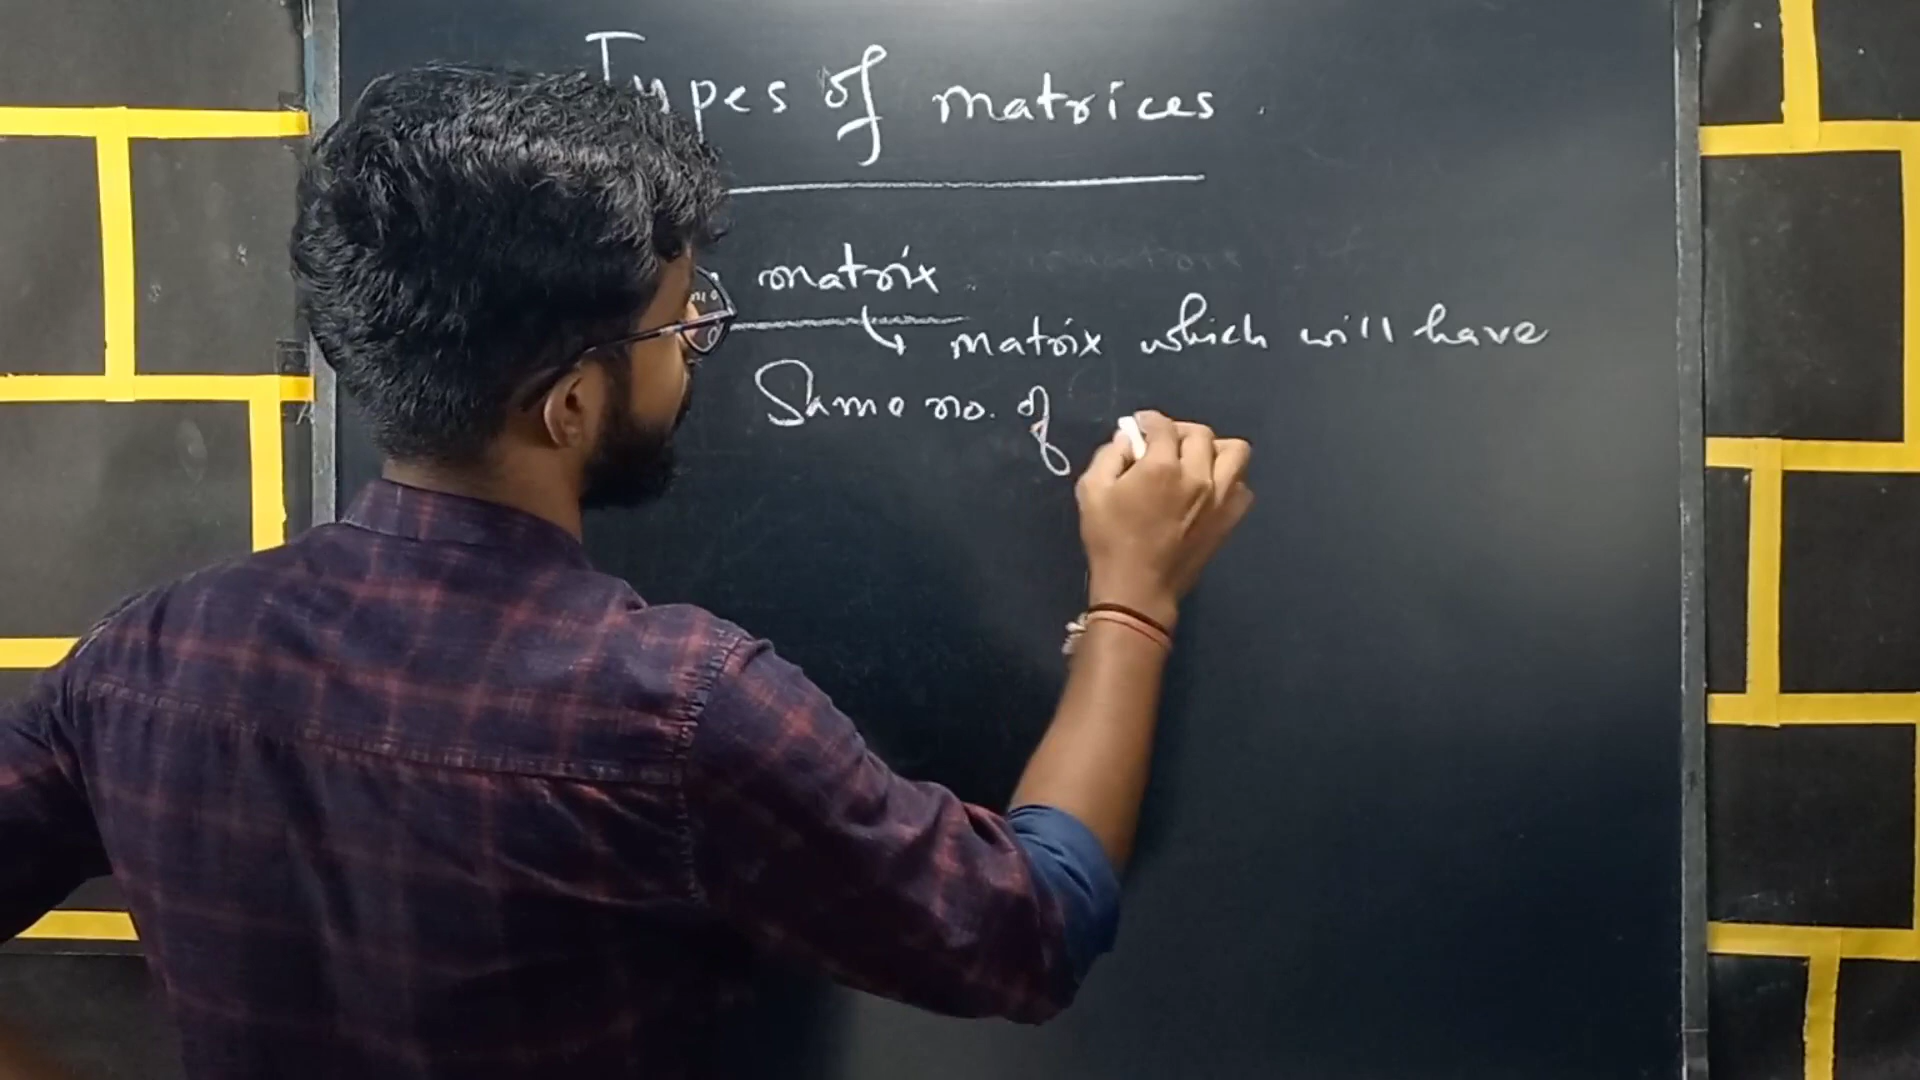 Types of matrices
matrix
matrix which will have
Same no. of